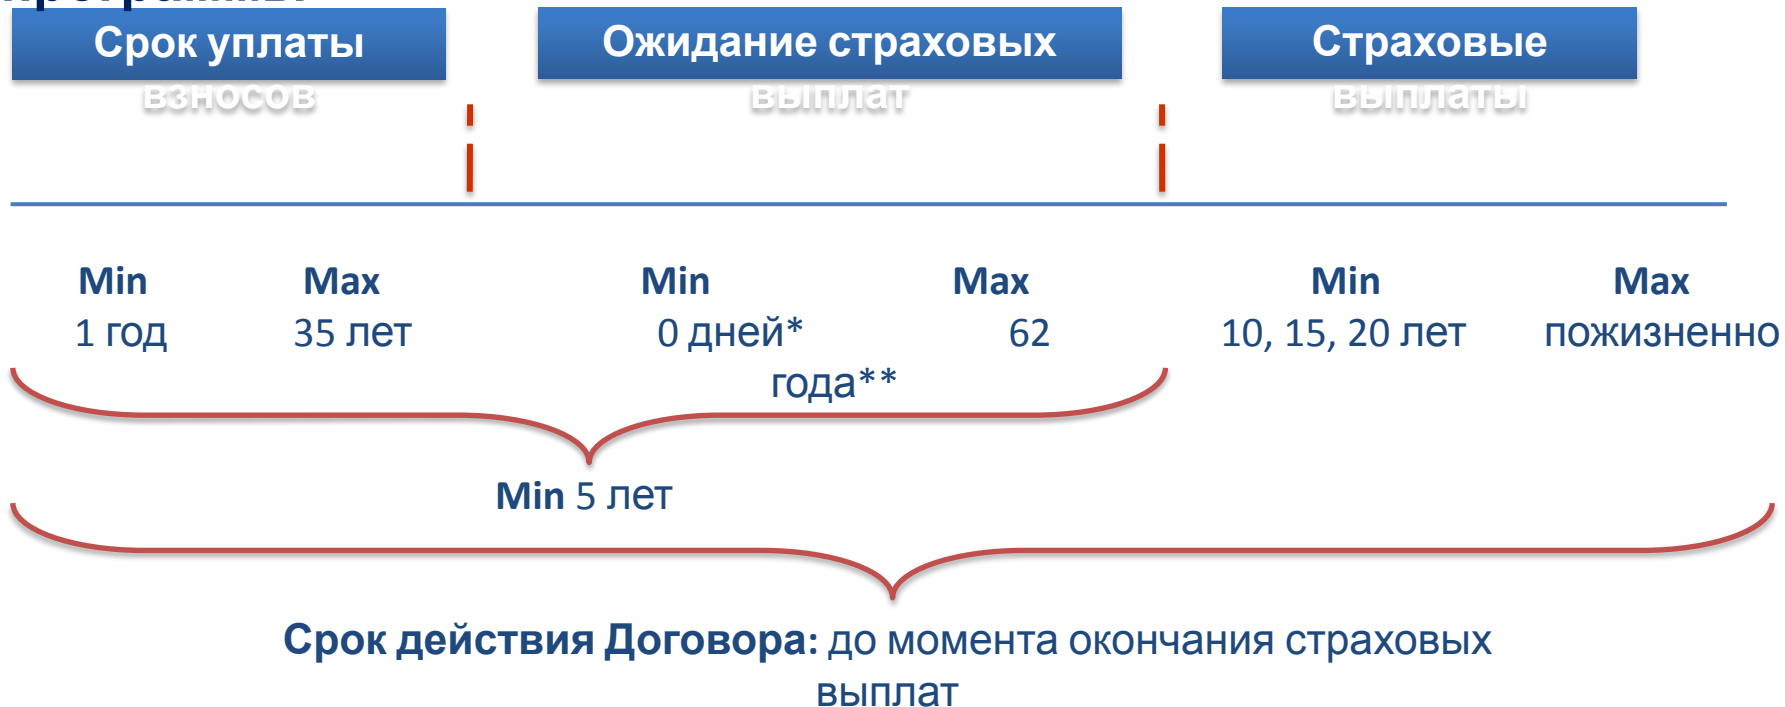 Срок уплаты взносов
Ожидание страховых выплат
Страховые выплаты
Min Max Min Max Min Max
1 год 35 лет 0 дней* 62 года** 10, 15, 20 лет пожизненно
Min 5 лет
Срок действия Договора: до момента окончания страховых
выплат